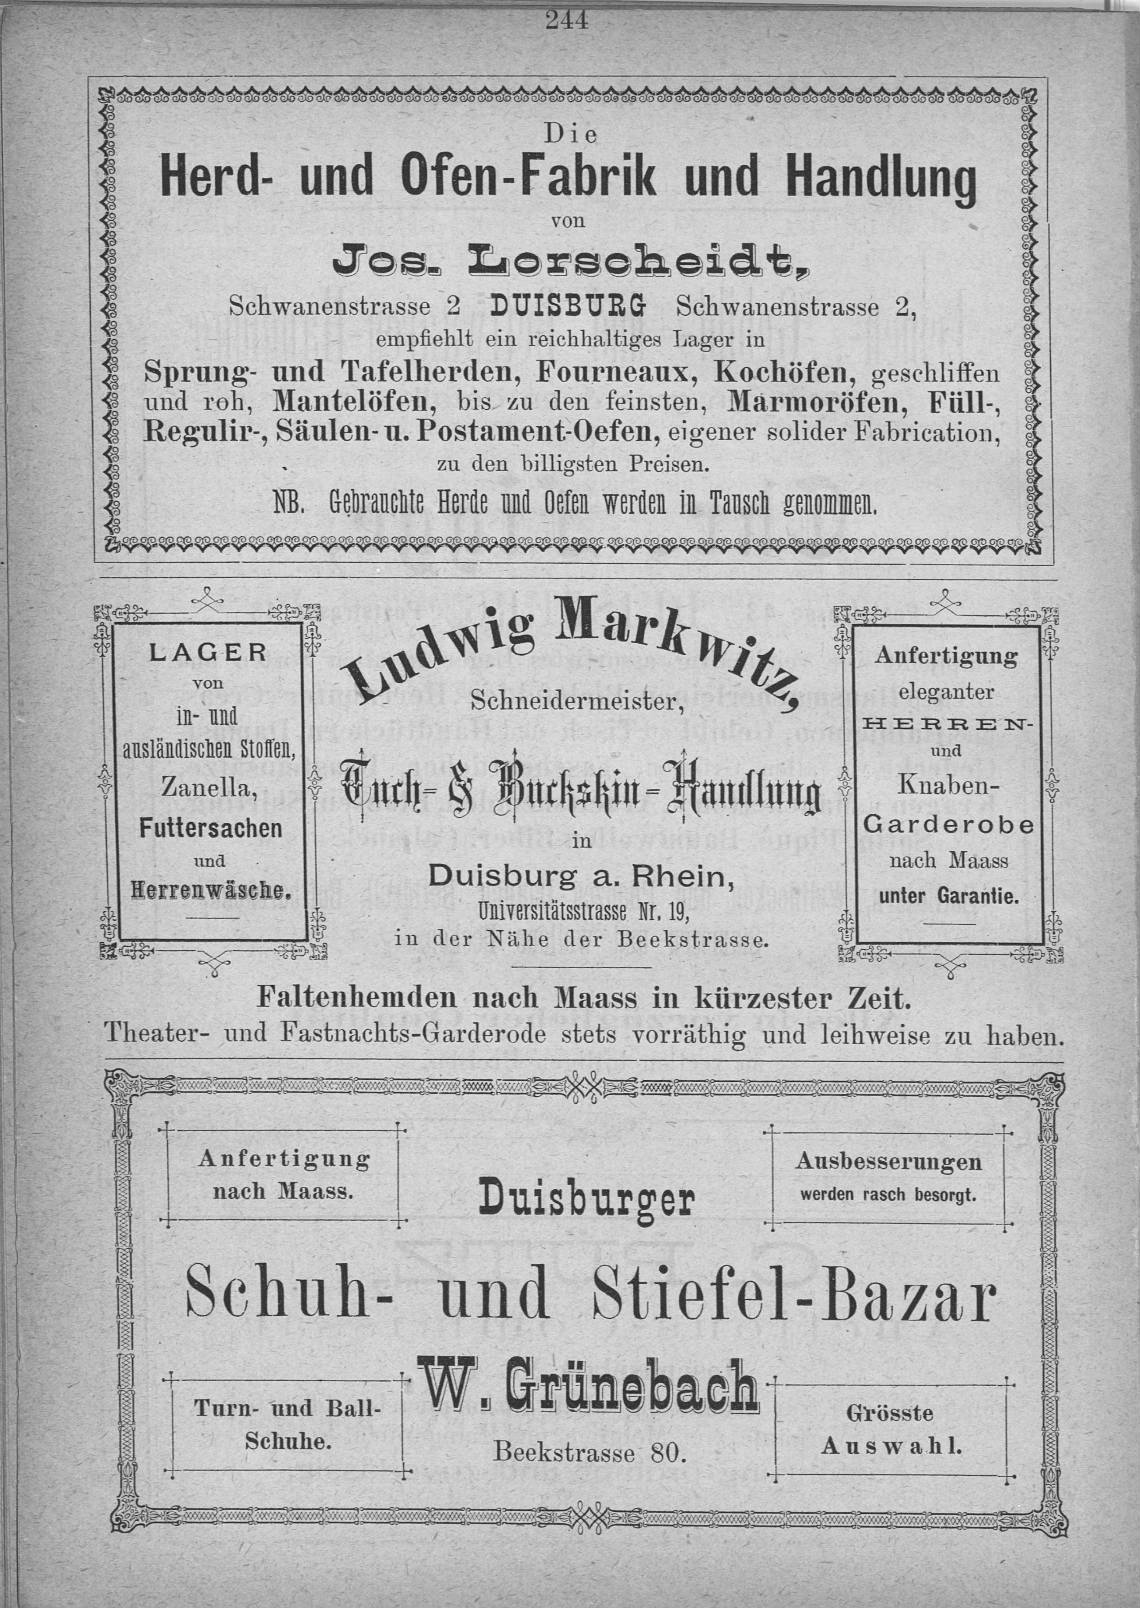 244
Die
Herd- und Ofen-Fabrik und Handlung
von
Jos. Lorscheidt,
Schwanenstrasse 2 DUISBURG Schwanenstrasse 2,
empfiehlt ein reichhaltiges Lager in
Sprung- und Tafelherden, Fourneaux, Kochöfen, geschliffen
und roh, Mantelöfen, bis zu den feinsten, Marmoröfen, Füll-,
Regulir-, Säulen- u. Postament-Oefen, eigener solider Fabrication,
zu den billigsten Preisen.
NB. Gebrauchte Herde und Oefen werden in Tausch genommen.
LAGER
von
in- und
ausländischen Stoffen,
Zanella,
Futtersachen
und
Herrenwäsche.
Ludwig Markwitz,
Schneidermeister,
Tuch- & Buckskin-Handlung
in
Duisburg a. Rhein,
Universitätsstrasse Nr. 19,
in der Nähe der Beekstrasse.
Anfertigung
eleganter
HERREN-
und
Knaben-
Garderobe
nach Maass
unter Garantie.
Faltenhemden nach Maass in kürzester Zeit.
Theater- und Fastnachts-Garderode stets vorräthig und leihweise zu haben.
Anfertigung
nach Maass.
Ausbesserungen
werden rasch besorgt.
Duisburger
Schuh- und Stiefel-Bazar
W. Grünebach
Beekstrasse 80.
Turn- und Ball-
Schuhe.
Grösste
Auswahl.